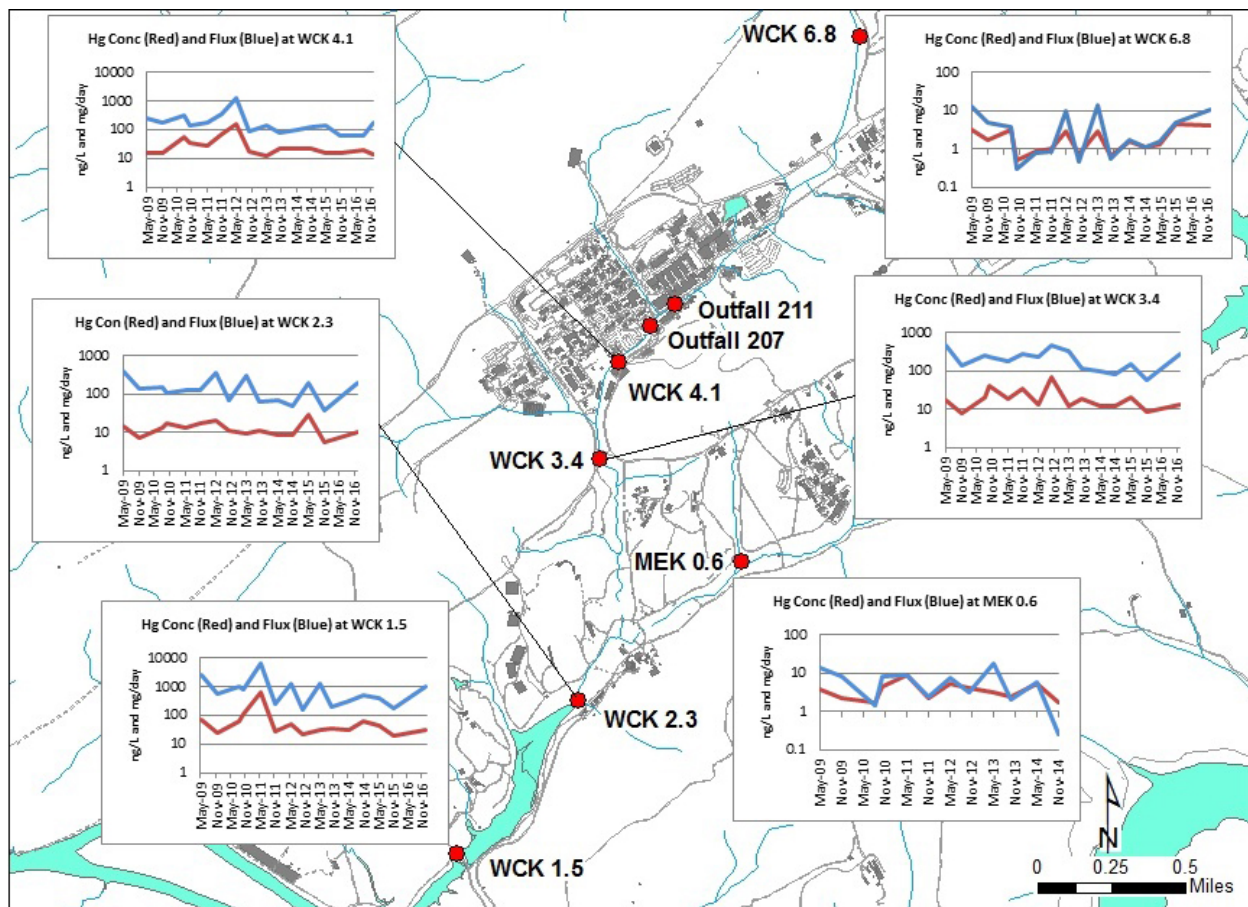 Hg Conc (Red) and Flux (Blue) at WCK 4.1
ng/L and mg/day
10000
1000
100
10
1
May-09
Nov-09
May-10
Nov-10
May-11
Nov-11
May-12
Nov-12
May-13
Nov-13
May-14
Nov-14
May-15
Nov-15
May-16
Nov-16
WCK 6.8
Hg Conc (Red) and Flux (Blue) at WCK 6.8
ng/L and mg/day
100
10
1
0.1
May-09
Nov-09
May-10
Nov-10
May-11
Nov-11
May-12
Nov-12
May-13
Nov-13
May-14
Nov-14
May-15
Nov-15
May-16
Nov-16
Hg Con (Red) and Flux (Blue) at WCK 2.3
ng/L and mg/day
1000
100
10
1
May-09
Nov-09
May-10
Nov-10
May-11
Nov-11
May-12
Nov-12
May-13
Nov-13
May-14
Nov-14
May-15
Nov-15
May-16
Nov-16
Outfall 211
Outfall 207
WCK 4.1
Hg Conc (Red) and Flux (Blue) at WCK 3.4
ng/L and mg/day
1000
100
10
1
May-09
Nov-09
May-10
Nov-10
May-11
Nov-11
May-12
Nov-12
May-13
Nov-13
May-14
Nov-14
May-15
Nov-15
May-16
Nov-16
WCK 3.4
MEK 0.6
Hg Conc (Red) and Flux (Blue) at WCK 1.5
ng/L and mg/day
10000
1000
100
10
1
May-09
Nov-09
May-10
Nov-10
May-11
Nov-11
May-12
Nov-12
May-13
Nov-13
May-14
Nov-14
May-15
Nov-15
May-16
Nov-16
Hg Conc (Red) and Flux (Blue) at MEK 0.6
ng/L and mg/day
100
10
1
0.1
May-09
Nov-09
May-10
Nov-10
May-11
Nov-11
May-12
Nov-12
May-13
Nov-13
May-14
Nov-14
WCK 2.3
WCK 1.5
N
0 0.25 0.5
Miles